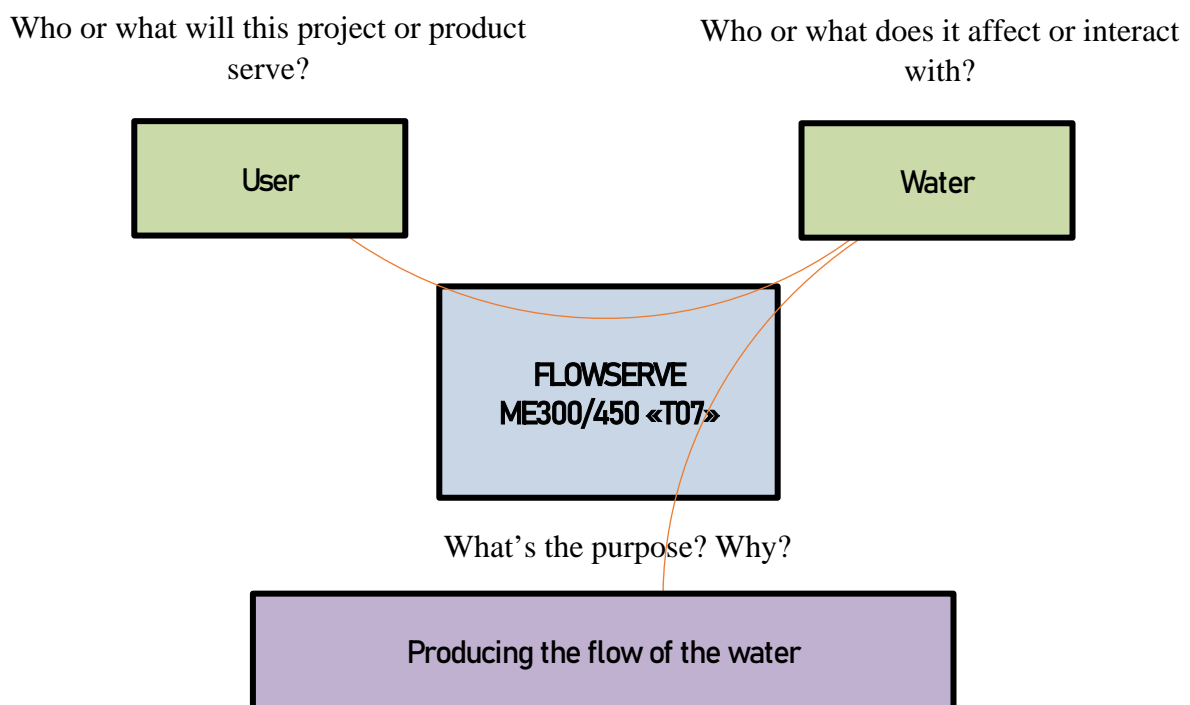 Who or what will this project or product
serve?
Who or what does it affect or interact
with?
User
Water
FLOWSERVE
ME300/450 «T07»
What’s the purpose? Why?
Producing the flow of the water